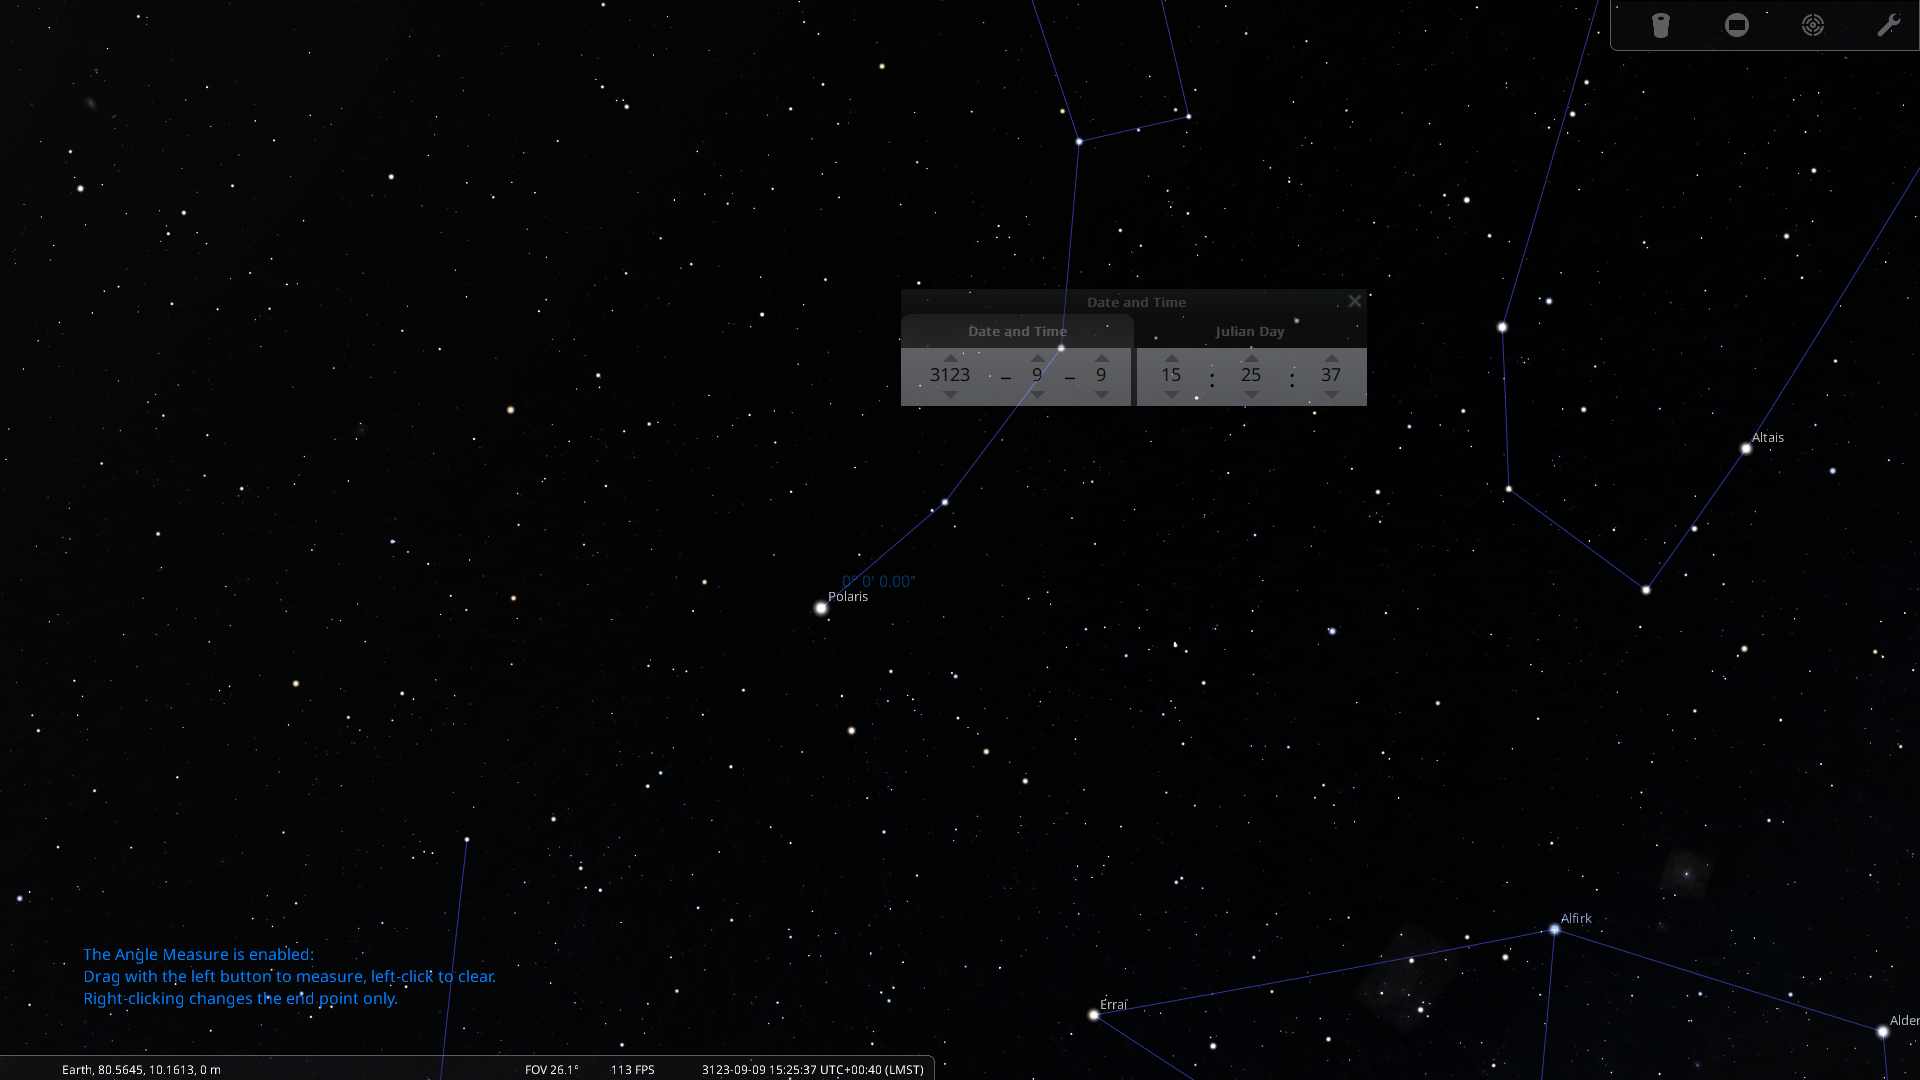 Date and Time
Date and Time
Julian Day
3123 – 9 – 9 15 : 25 : 37
Altais
0° 0' 0.00"
Polaris
Alfirk
The Angle Measure is enabled:
Drag with the left button to measure, left-click to clear.
Right-clicking changes the end point only.
Errai
Alder
Earth, 80.5645, 10.1613, 0 m FOV 26.1° 113 FPS 3123-09-09 15:25:37 UTC+00:40 (LMST)